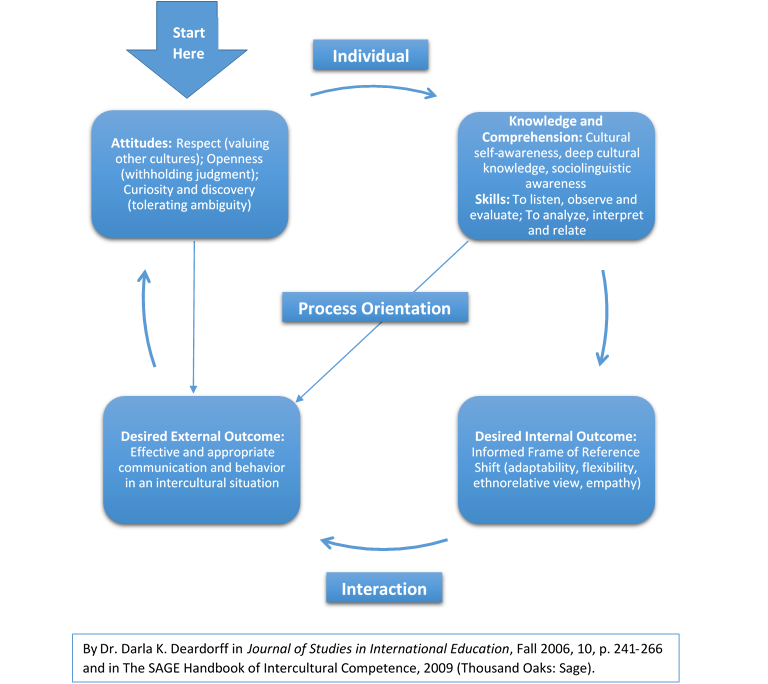 Start
Here
Individual
Attitudes: Respect (valuing
other cultures); Openness
(withholding judgment);
Curiosity and discovery
(tolerating ambiguity)
Knowledge and
Comprehension: Cultural
self-awareness, deep cultural
knowledge, sociolinguistic
awareness
Skills: To listen, observe and
evaluate; To analyze, interpret
and relate
Process Orientation
Desired External Outcome:
Effective and appropriate
communication and behavior
in an intercultural situation
Desired Internal Outcome:
Informed Frame of Reference
Shift (adaptability, flexibility,
ethnorelative view, empathy)
Interaction
By Dr. Darla K. Deardorff in Journal of Studies in International Education, Fall 2006, 10, p. 241-266
and in The SAGE Handbook of Intercultural Competence, 2009 (Thousand Oaks: Sage).